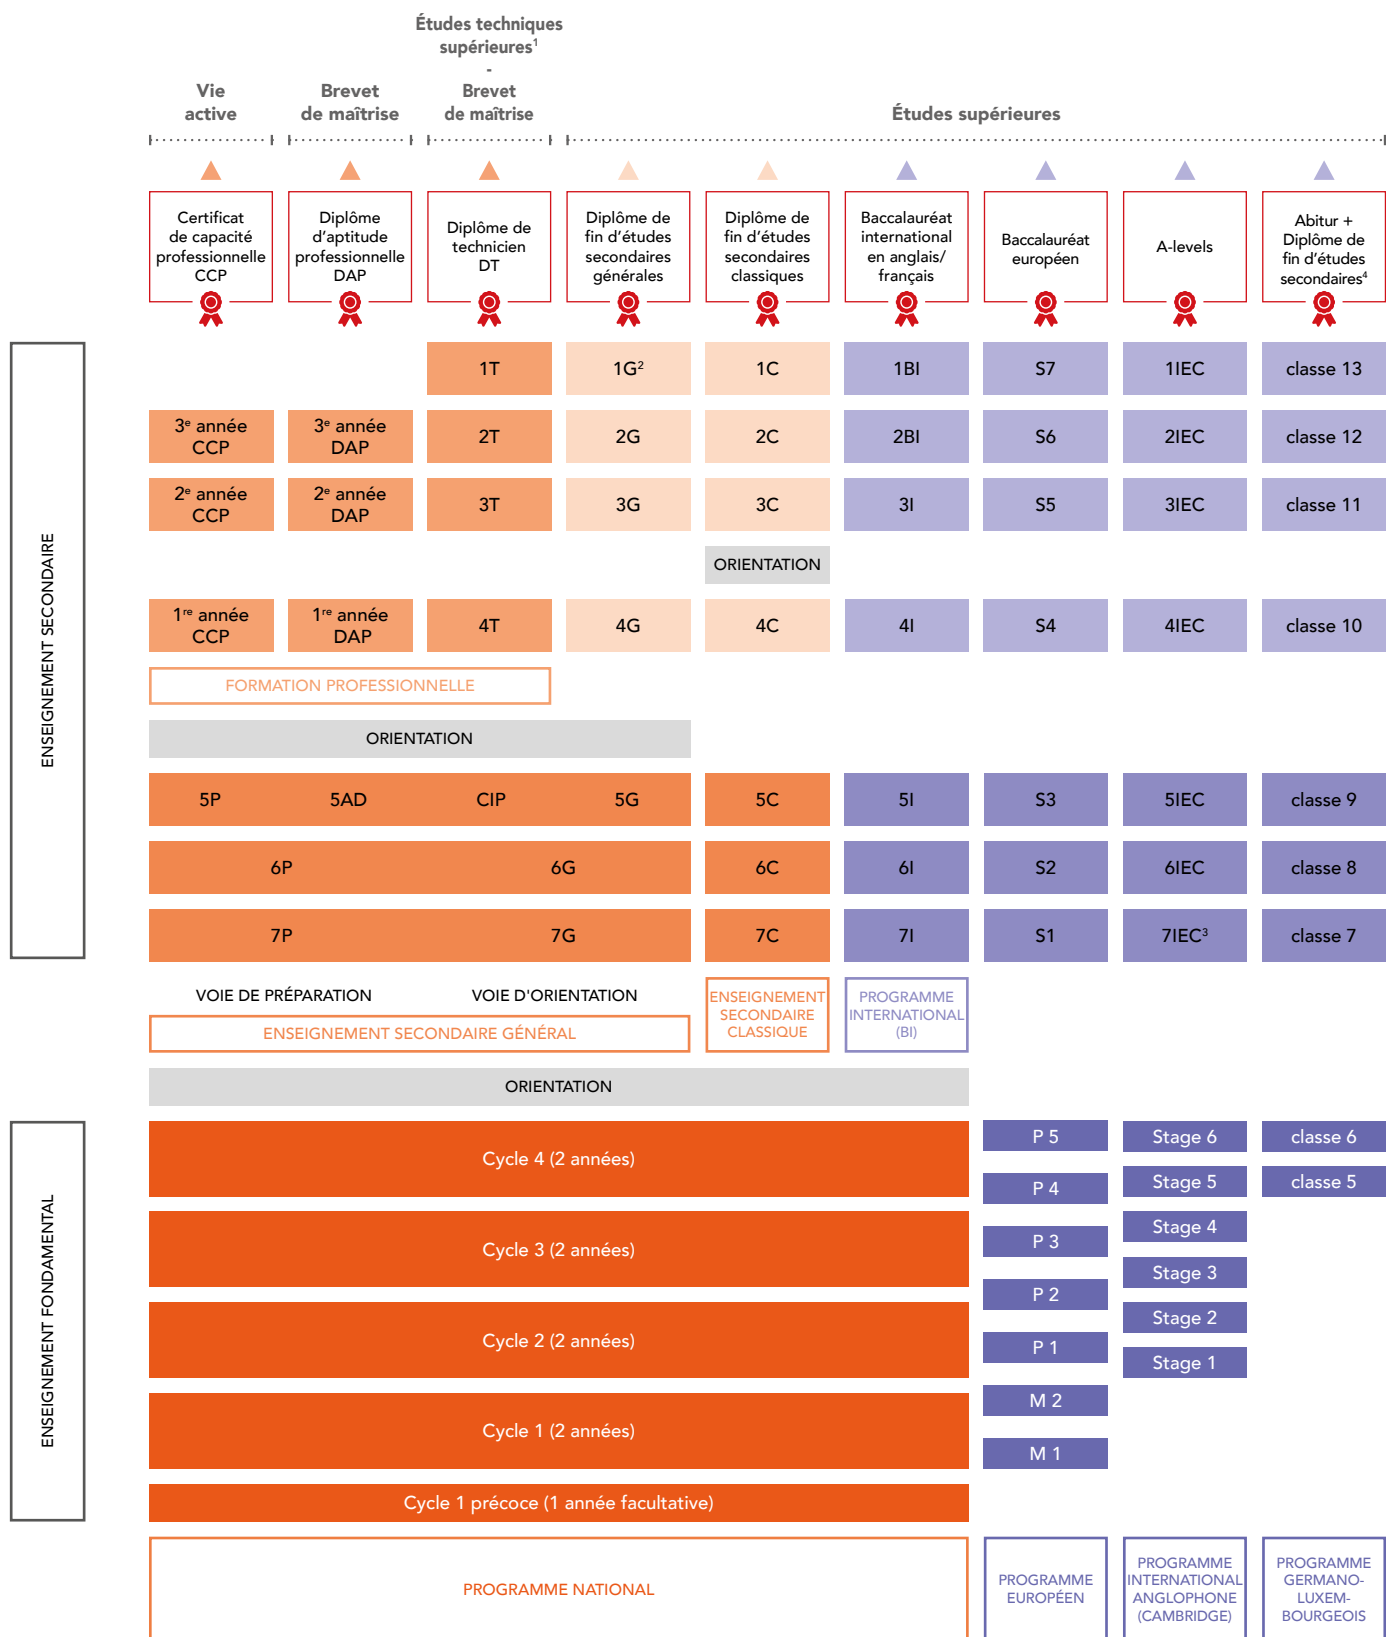 Études techniques
supérieures¹
-
Brevet
de maîtrise
Vie
active
Brevet
de maîtrise
Études supérieures
Certificat
de capacité
professionnelle
CCP
Diplôme
d'aptitude
professionnelle
DAP
Diplôme de
technicien
DT
Diplôme de
fin d'études
secondaires
générales
Diplôme de
fin d'études
secondaires
classiques
Baccalauréat
international
en anglais/
français
Baccalauréat
européen
A-levels
Abitur +
Diplôme de
fin d'études
secondaires⁴
ENSEIGNEMENT SECONDAIRE
1T
1G²
1C
1BI
S7
1IEC
classe 13
3e année
CCP
3e année
DAP
2T
2G
2C
2BI
S6
2IEC
classe 12
2e année
CCP
2e année
DAP
3T
3G
3C
3I
S5
3IEC
classe 11
ORIENTATION
1re année
CCP
1re année
DAP
4T
4G
4C
4I
S4
4IEC
classe 10
FORMATION PROFESSIONNELLE
ORIENTATION
5P
5AD
CIP
5G
5C
5I
S3
5IEC
classe 9
6P
6G
6C
6I
S2
6IEC
classe 8
7P
7G
7C
7I
S1
7IEC³
classe 7
VOIE DE PRÉPARATION
VOIE D'ORIENTATION
ENSEIGNEMENT SECONDAIRE GÉNÉRAL
ENSEIGNEMENT
SECONDAIRE
CLASSIQUE
PROGRAMME
INTERNATIONAL
(BI)
ORIENTATION
ENSEIGNEMENT FONDAMENTAL
Cycle 4 (2 années)
Cycle 3 (2 années)
Cycle 2 (2 années)
Cycle 1 (2 années)
Cycle 1 précoce (1 année facultative)
P 5
P 4
P 3
P 2
P 1
M 2
M 1
Stage 6
Stage 5
Stage 4
Stage 3
Stage 2
Stage 1
classe 6
classe 5
PROGRAMME NATIONAL
PROGRAMME
EUROPÉEN
PROGRAMME
INTERNATIONAL
ANGLOPHONE
(CAMBRIDGE)
PROGRAMME
GERMANO-
LUXEM-
BOURGEOIS